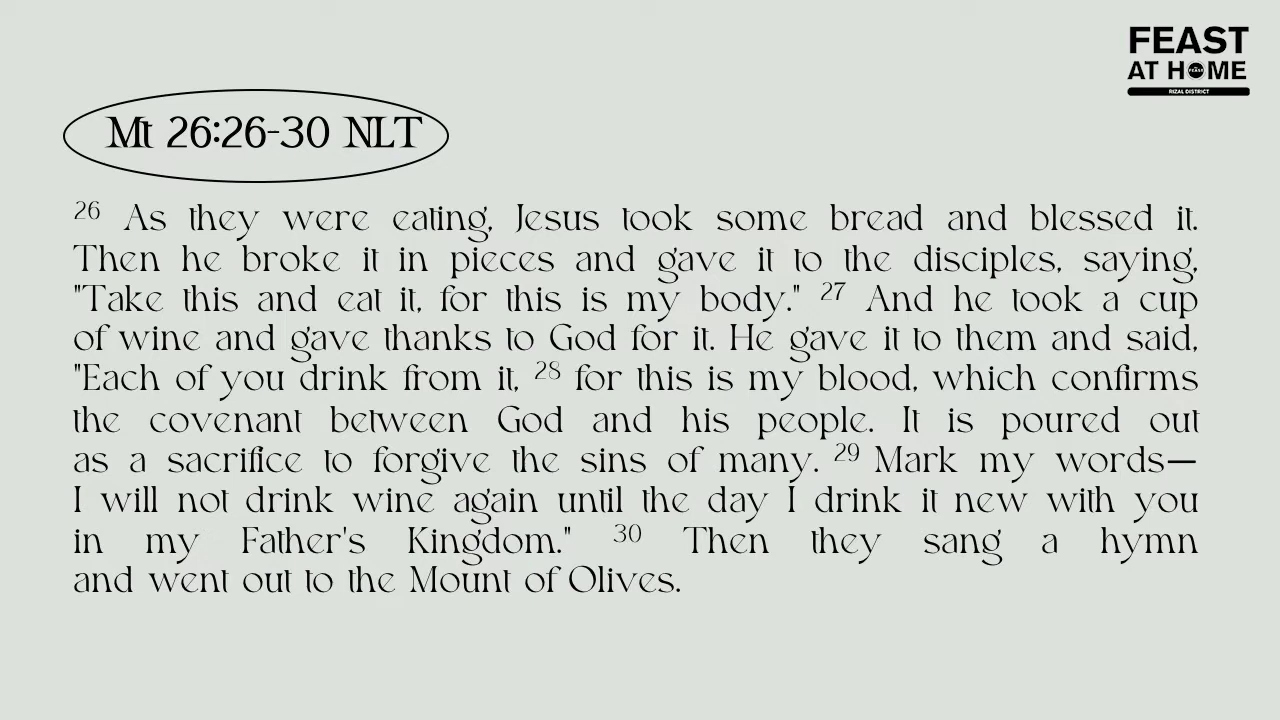 FEAST
AT HOME
RIZAL DISTRICT
Mt 26:26-30 NLT
26 As they were eating, Jesus took some bread and blessed it.
Then he broke it in pieces and gave it to the disciples, saying,
"Take this and eat it, for this is my body." 27 And he took a cup
of wine and gave thanks to God for it. He gave it to them and said,
"Each of you drink from it, 28 for this is my blood, which confirms
the covenant between God and his people. It is poured out
as a sacrifice to forgive the sins of many. 29 Mark my words—
I will not drink wine again until the day I drink it new with you
in my Father's Kingdom." 30 Then they sang a hymn
and went out to the Mount of Olives.